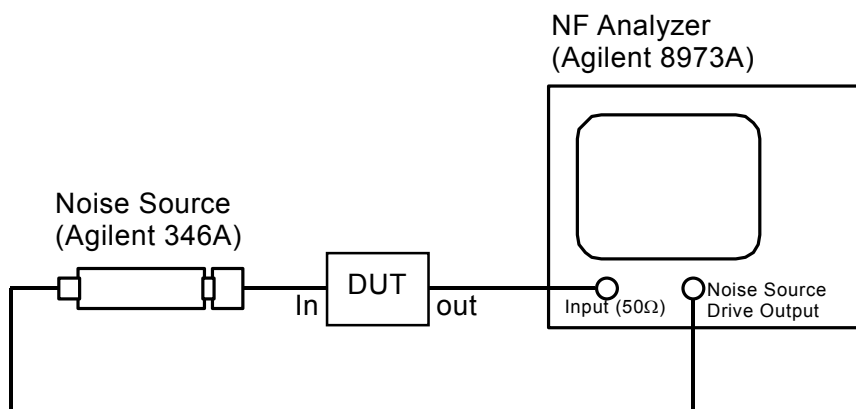 NF Analyzer
(Agilent 8973A)
Noise Source
(Agilent 346A)
DUT
In
out
Input (50Ω)
Noise Source
Drive Output